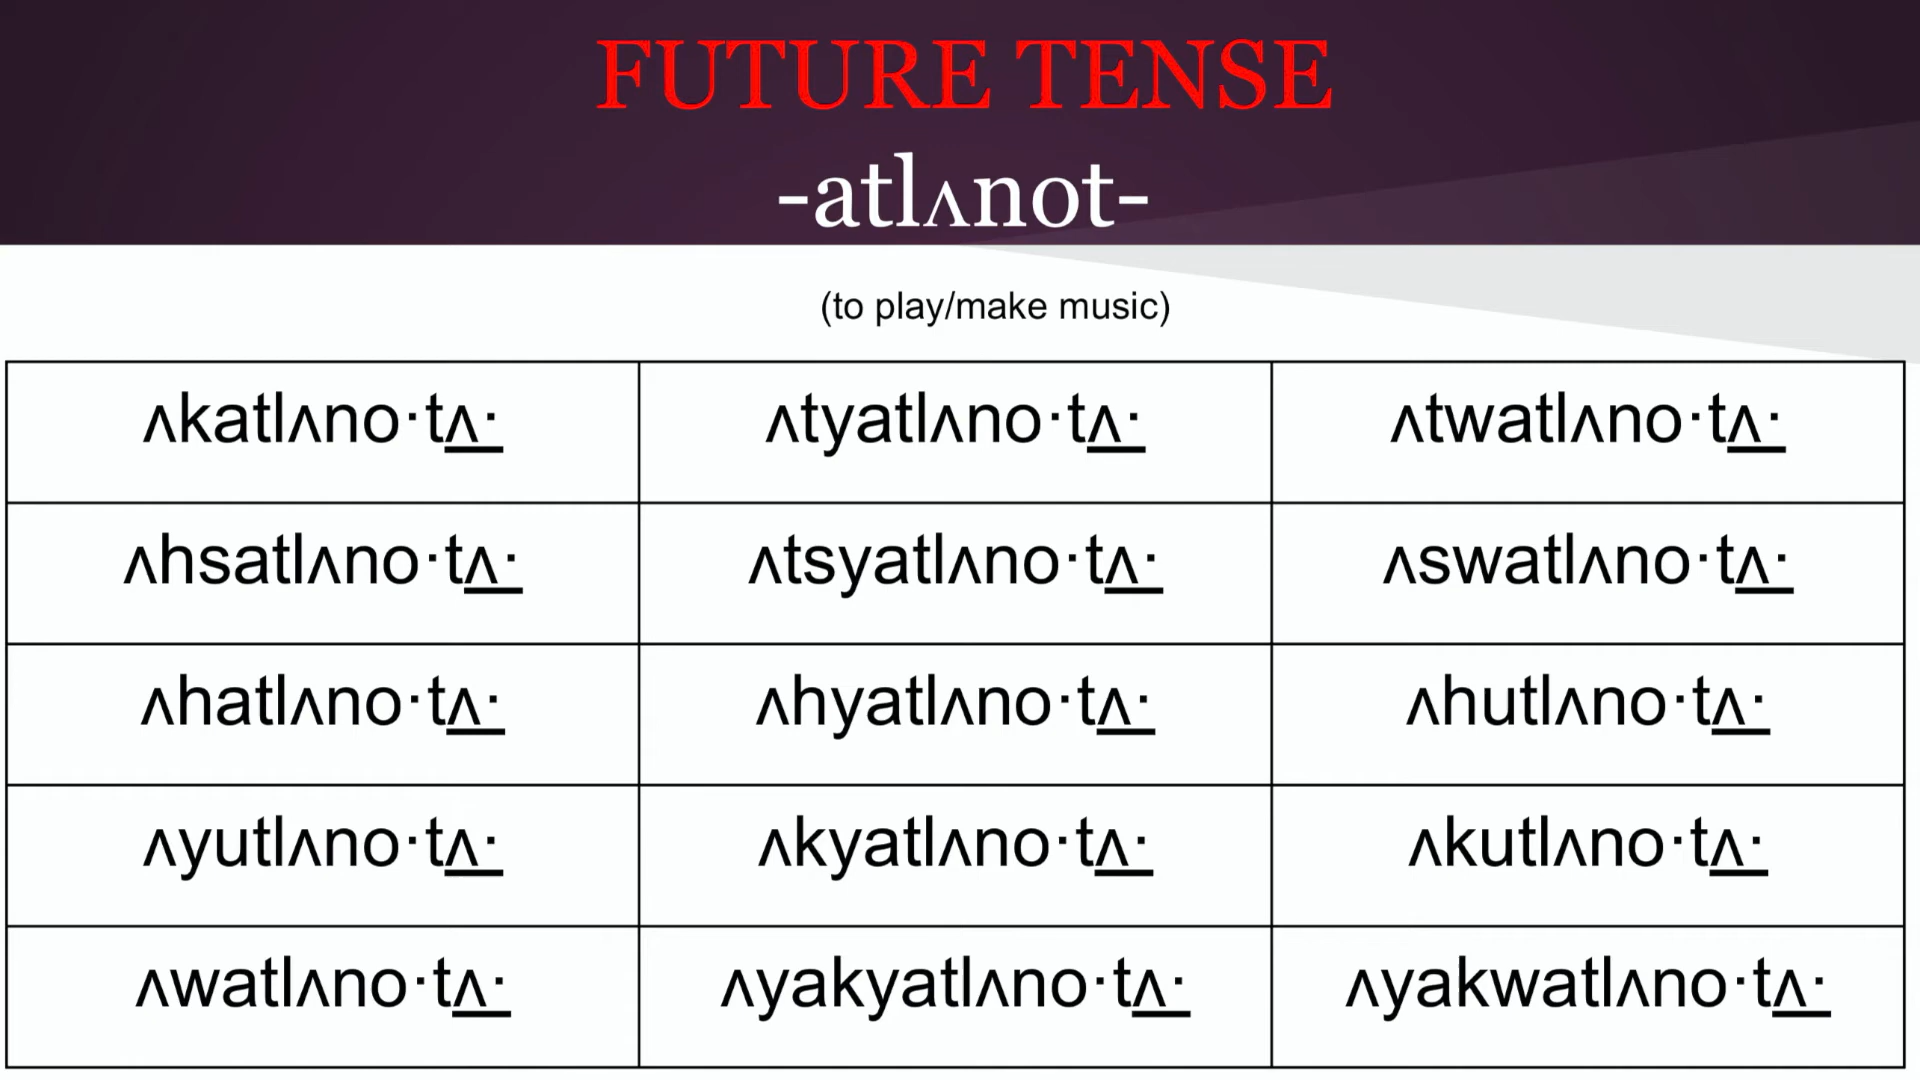 FUTURE TENSE
-atlʌnot-
(to play/make music)
ʌkatlʌno·tʌ· ʌtyatlʌno·tʌ· ʌtwatlʌno·tʌ·
ʌhsatlʌno·tʌ· ʌtsyatlʌno·tʌ· ʌswatlʌno·tʌ·
ʌhatlʌno·tʌ· ʌhyatlʌno·tʌ· ʌhutlʌno·tʌ·
ʌyutlʌno·tʌ· ʌkyatlʌno·tʌ· ʌkutlʌno·tʌ·
ʌwatlʌno·tʌ· ʌyakyatlʌno·tʌ· ʌyakwatlʌno·tʌ·